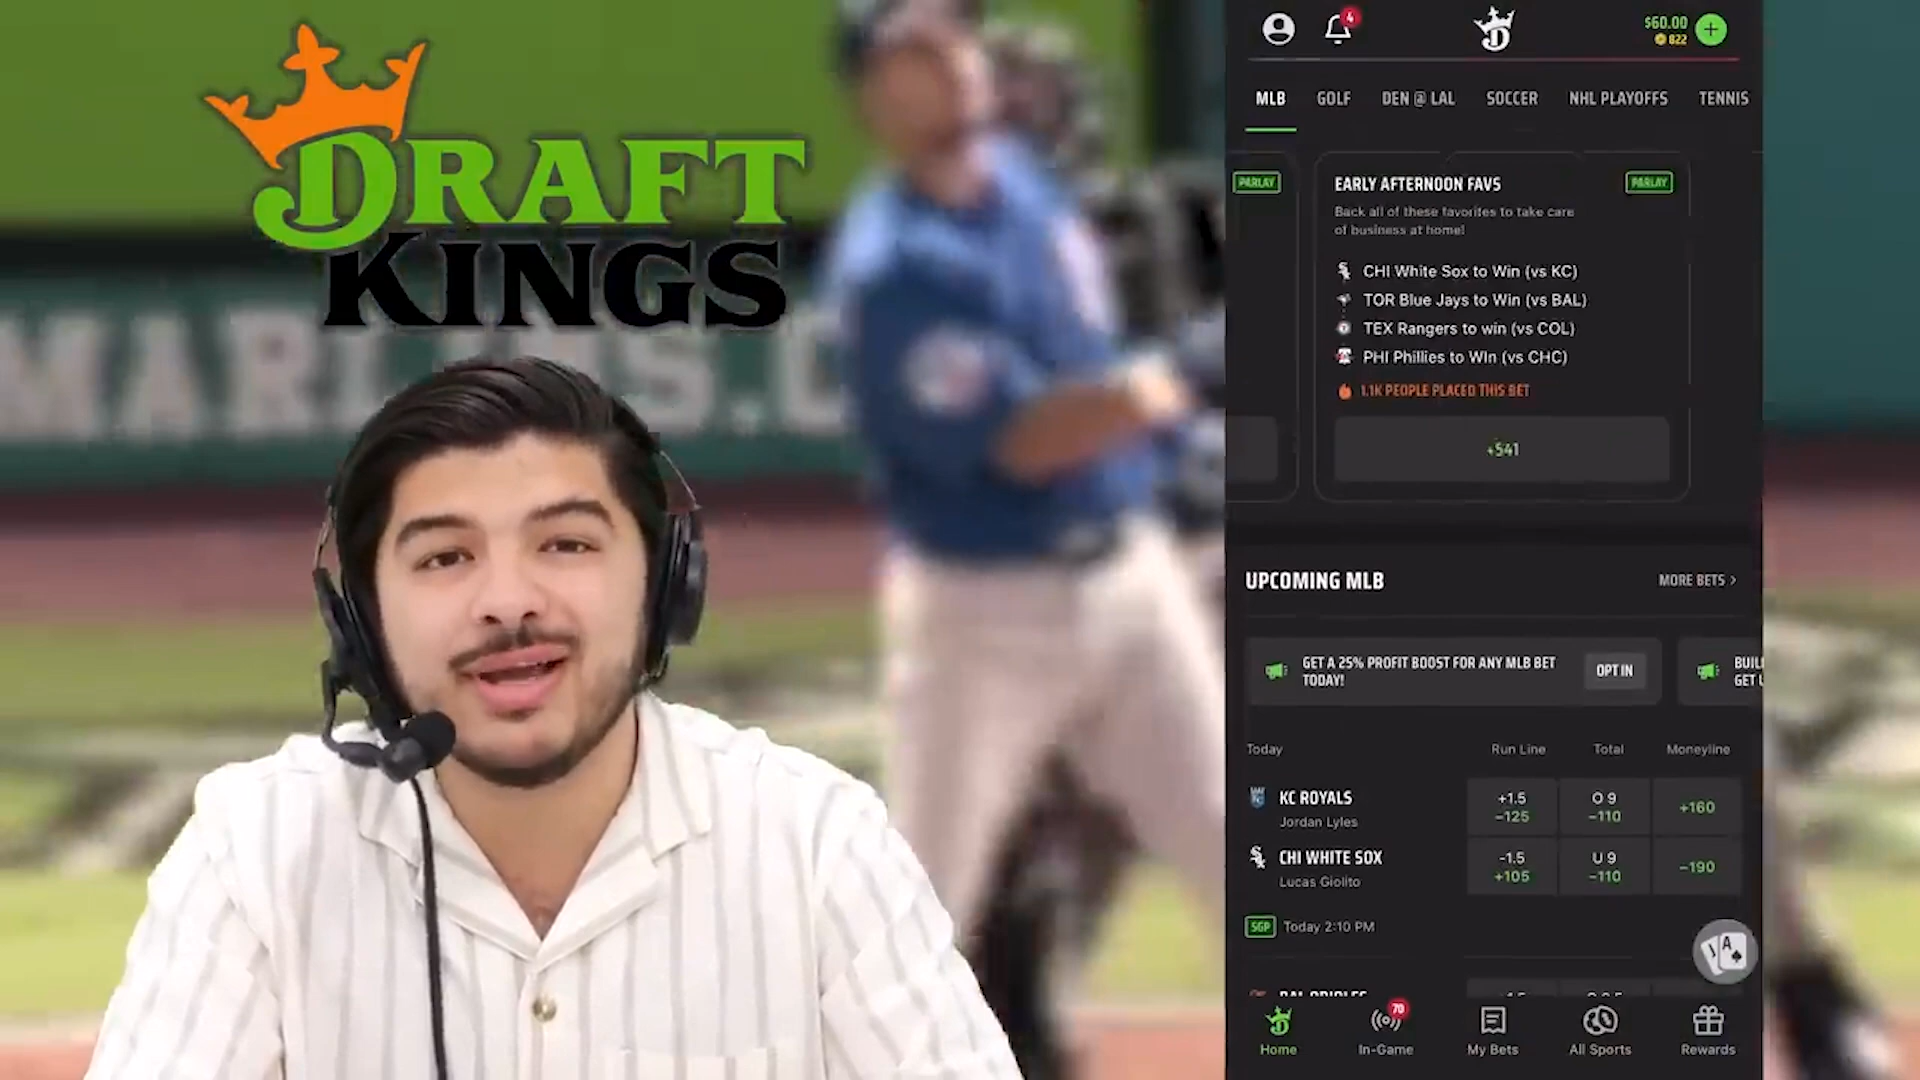 DRAFT
KINGS
MARLINS.C
4
$60.00
822
MLB
GOLF
DEN @ LAL
SOCCER
NHL PLAYOFFS
TENNIS
PARLAY
EARLY AFTERNOON FAVS
PARLAY
Back all of these favorites to take care
of business at home!
CHI White Sox to Win (vs KC)
TOR Blue Jays to Win (vs BAL)
TEX Rangers to win (vs COL)
PHI Phillies to Win (vs CHC)
1.1K PEOPLE PLACED THIS BET
+541
UPCOMING MLB
MORE BETS >
GET A 25% PROFIT BOOST FOR ANY MLB BET
TODAY!
OPT IN
BUIL
GET U
Today
Run Line
Total
Moneyline
KC ROYALS
Jordan Lyles
+1.5
-125
O 9
-110
+160
CHI WHITE SOX
Lucas Giolito
-1.5
+105
U 9
-110
-190
SGP
Today 2:10 PM
A
BAL ORIOLES
70
Home
In-Game
My Bets
All Sports
Rewards